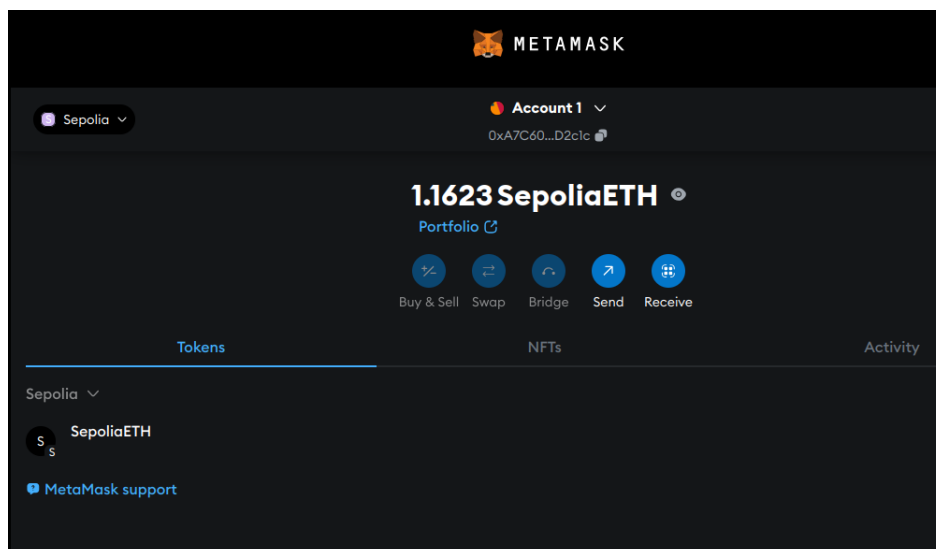 METAMASK
S Sepolia
Account 1
0xA7C60...D2c1c
1.1623 SepoliaETH
Portfolio
Buy & Sell Swap Bridge Send Receive
Tokens NFTs Activity
Sepolia
S S SepoliaETH
MetaMask support